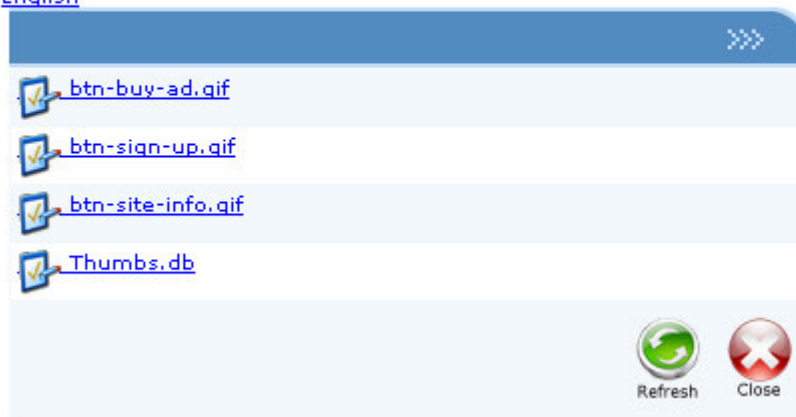 English
>>>
btn-buy-ad.gif
btn-sign-up.gif
btn-site-info.gif
Thumbs.db
Refresh Close